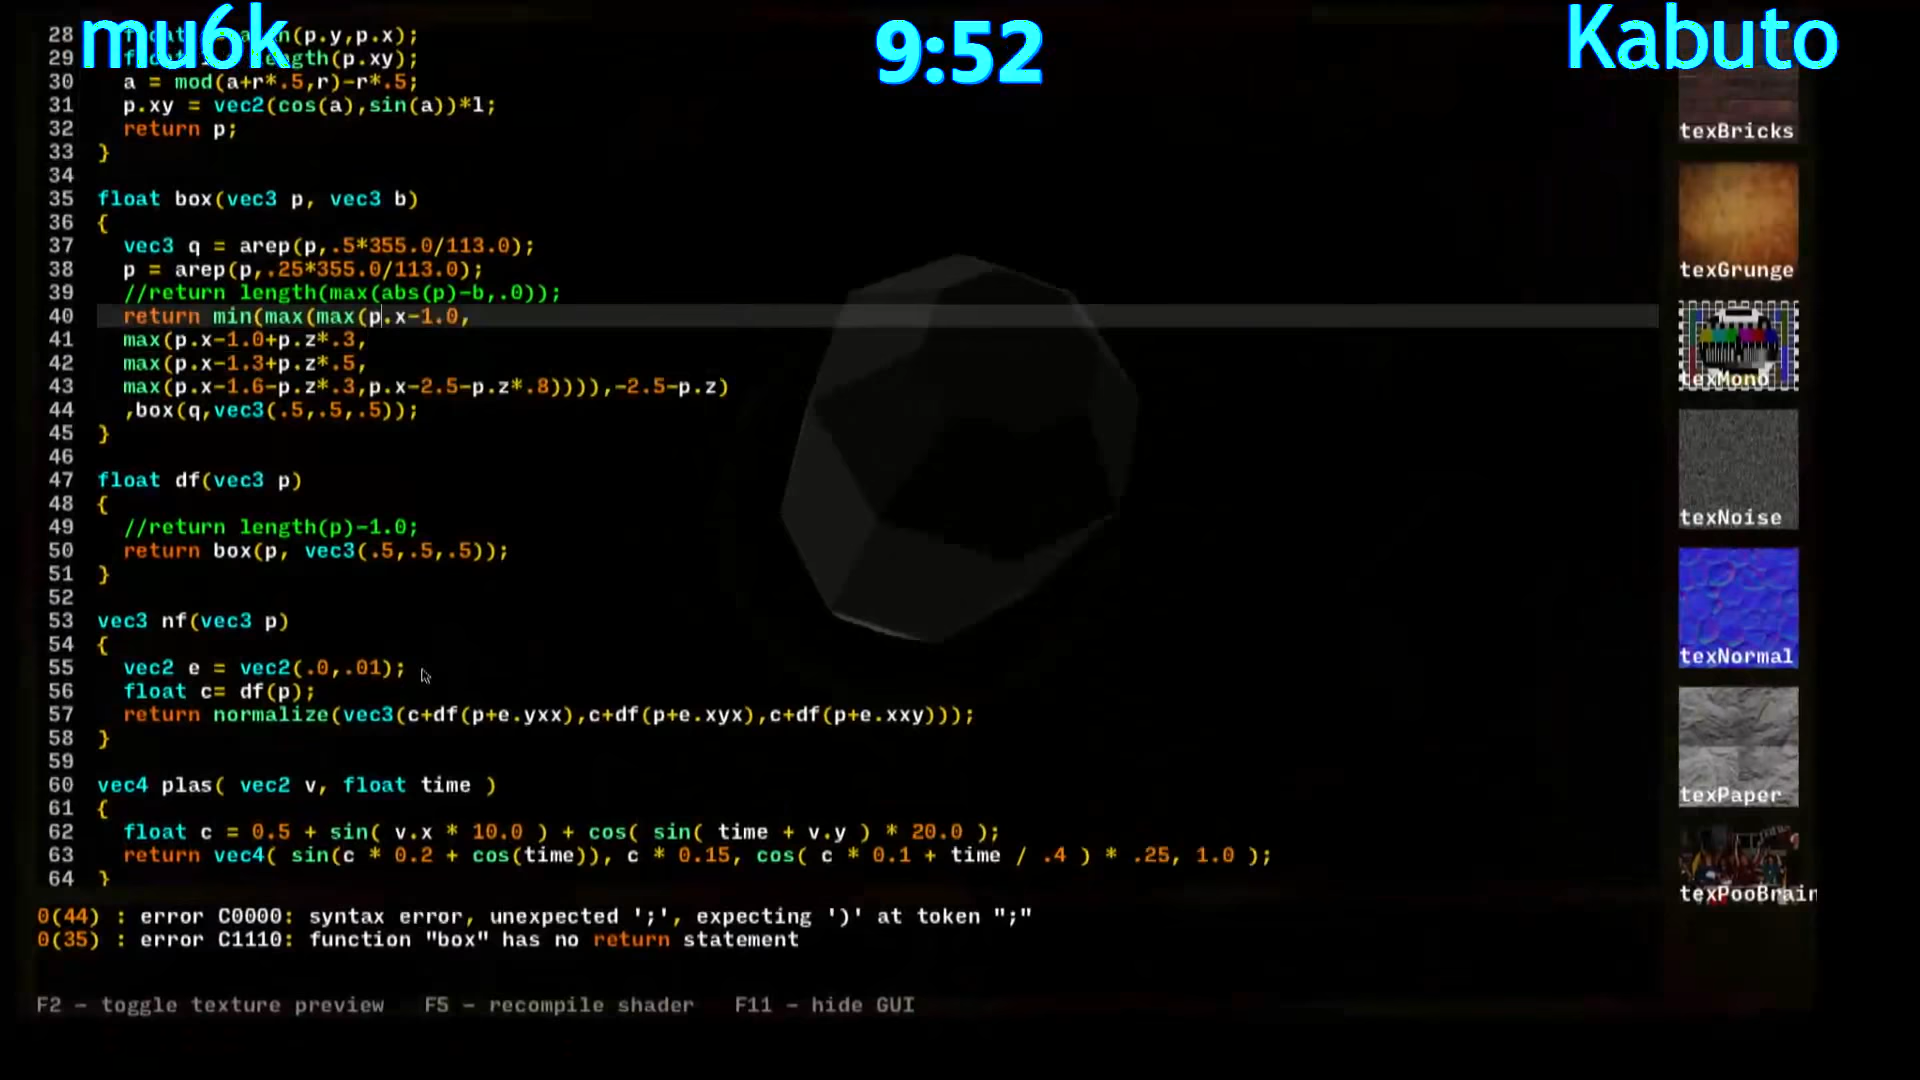 mu6k
9:52
Kabuto
28 (p.y,p.x);
29 length(p.xy);
30 a = mod(a+r*.5,r)-r*.5;
31 p.xy = vec2(cos(a),sin(a))*l;
32 return p;
33 }
34
35 float box(vec3 p, vec3 b)
36 {
37 vec3 q = arep(p,.5*355.0/113.0);
38 p = arep(p,.25*355.0/113.0);
39 //return length(max(abs(p)-b,.0));
40 return min(max(max(p.x-1.0,
41 max(p.x-1.0+p.z*.3,
42 max(p.x-1.3+p.z*.5,
43 max(p.x-1.6-p.z*.3,p.x-2.5-p.z*.8)))),-2.5-p.z)
44 ,box(q,vec3(.5,.5,.5));
45 }
46
47 float df(vec3 p)
48 {
49 //return length(p)-1.0;
50 return box(p, vec3(.5,.5,.5));
51 }
52
53 vec3 nf(vec3 p)
54 {
55 vec2 e = vec2(.0,.01);
56 float c= df(p);
57 return normalize(vec3(c+df(p+e.yxx),c+df(p+e.xyx),c+df(p+e.xxy)));
58 }
59
60 vec4 plas( vec2 v, float time )
61 {
62 float c = 0.5 + sin( v.x * 10.0 ) + cos( sin( time + v.y ) * 20.0 );
63 return vec4( sin(c * 0.2 + cos(time)), c * 0.15, cos( c * 0.1 + time / .4 ) * .25, 1.0 );
64 }
0(44) : error C0000: syntax error, unexpected ';', expecting ')' at token ";"
0(35) : error C1110: function "box" has no return statement
F2 - toggle texture preview F5 - recompile shader F11 - hide GUI
texBricks
texGrunge
texMono
texNoise
texNormal
texPaper
texPooBrain